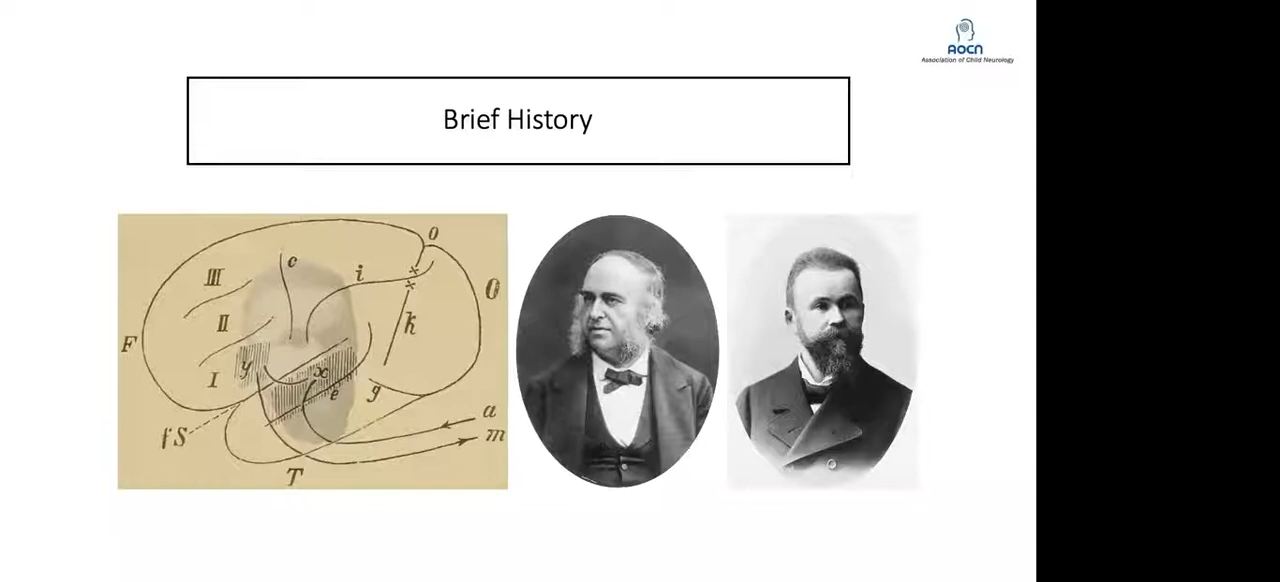 AOCN
Association of Child Neurology
Brief History
o
c
i
III
O
II
k
F
y
x
I
e
g
a
fS
m
T